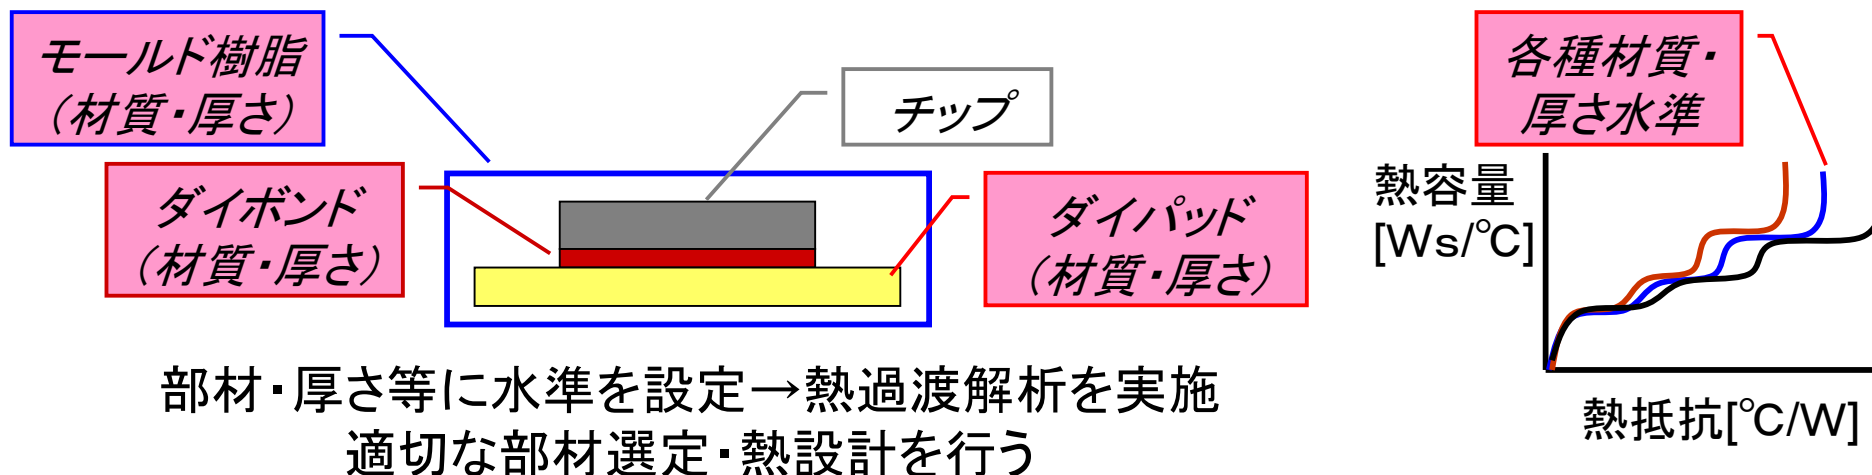 モールド樹脂
（材質・厚さ）
チップ
ダイボンド
（材質・厚さ）
ダイパッド
（材質・厚さ）
部材・厚さ等に水準を設定→熱過渡解析を実施
適切な部材選定・熱設計を行う
各種材質・
厚さ水準
熱容量
[Ws/℃]
熱抵抗[℃/W]